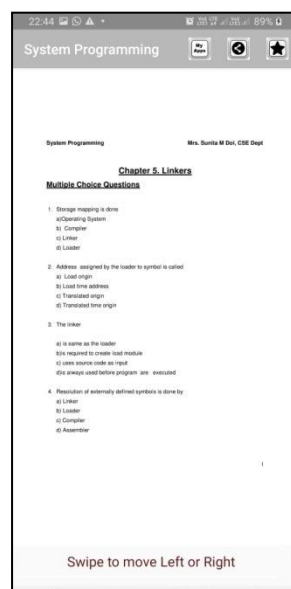 22:44
89%
System Programming
My Apps
System Programming Mrs. Sunita M Dol, CSE Dept
Chapter 5. Linkers
Multiple Choice Questions
1. Storage mapping is done
a)Operating System
b) Compiler
c) Linker
d) Loader
2. Address assigned by the loader to symbol is called
a) Load origin
b) Load time address
c) Translated origin
d) Translated time origin
3. The linker
a) is same as the loader
b)is required to create load module
c) uses source code as input
d)is always used before program are executed
4. Resolution of externally defined symbols is done by
a) Linker
b) Loader
c) Compiler
d) Assembler
Swipe to move Left or Right